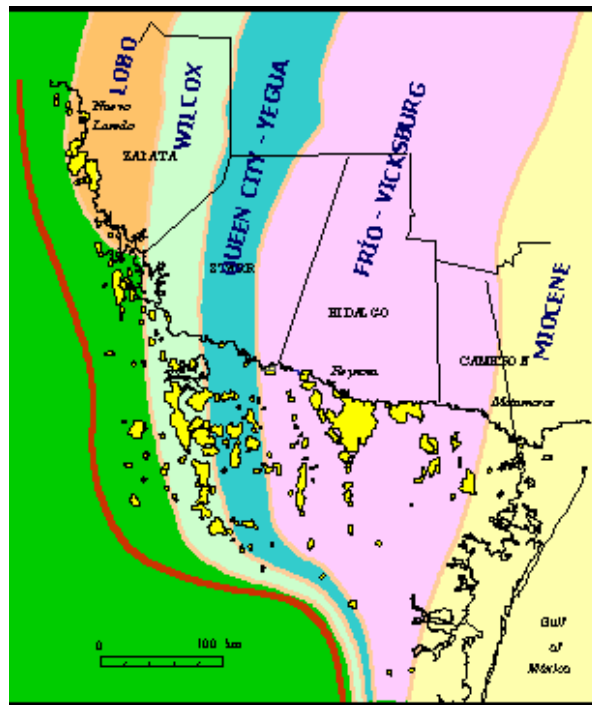 LOBO
WILCOX
QUEEN CITY - YEGUA
FRÍO - VICKSBURG
MIOCENE
Nuevo
Laredo
ZAPATA
STARR
HIDALGO
CAMERON
Reynosa
Matamoros
0 100 km
Gulf
of
México